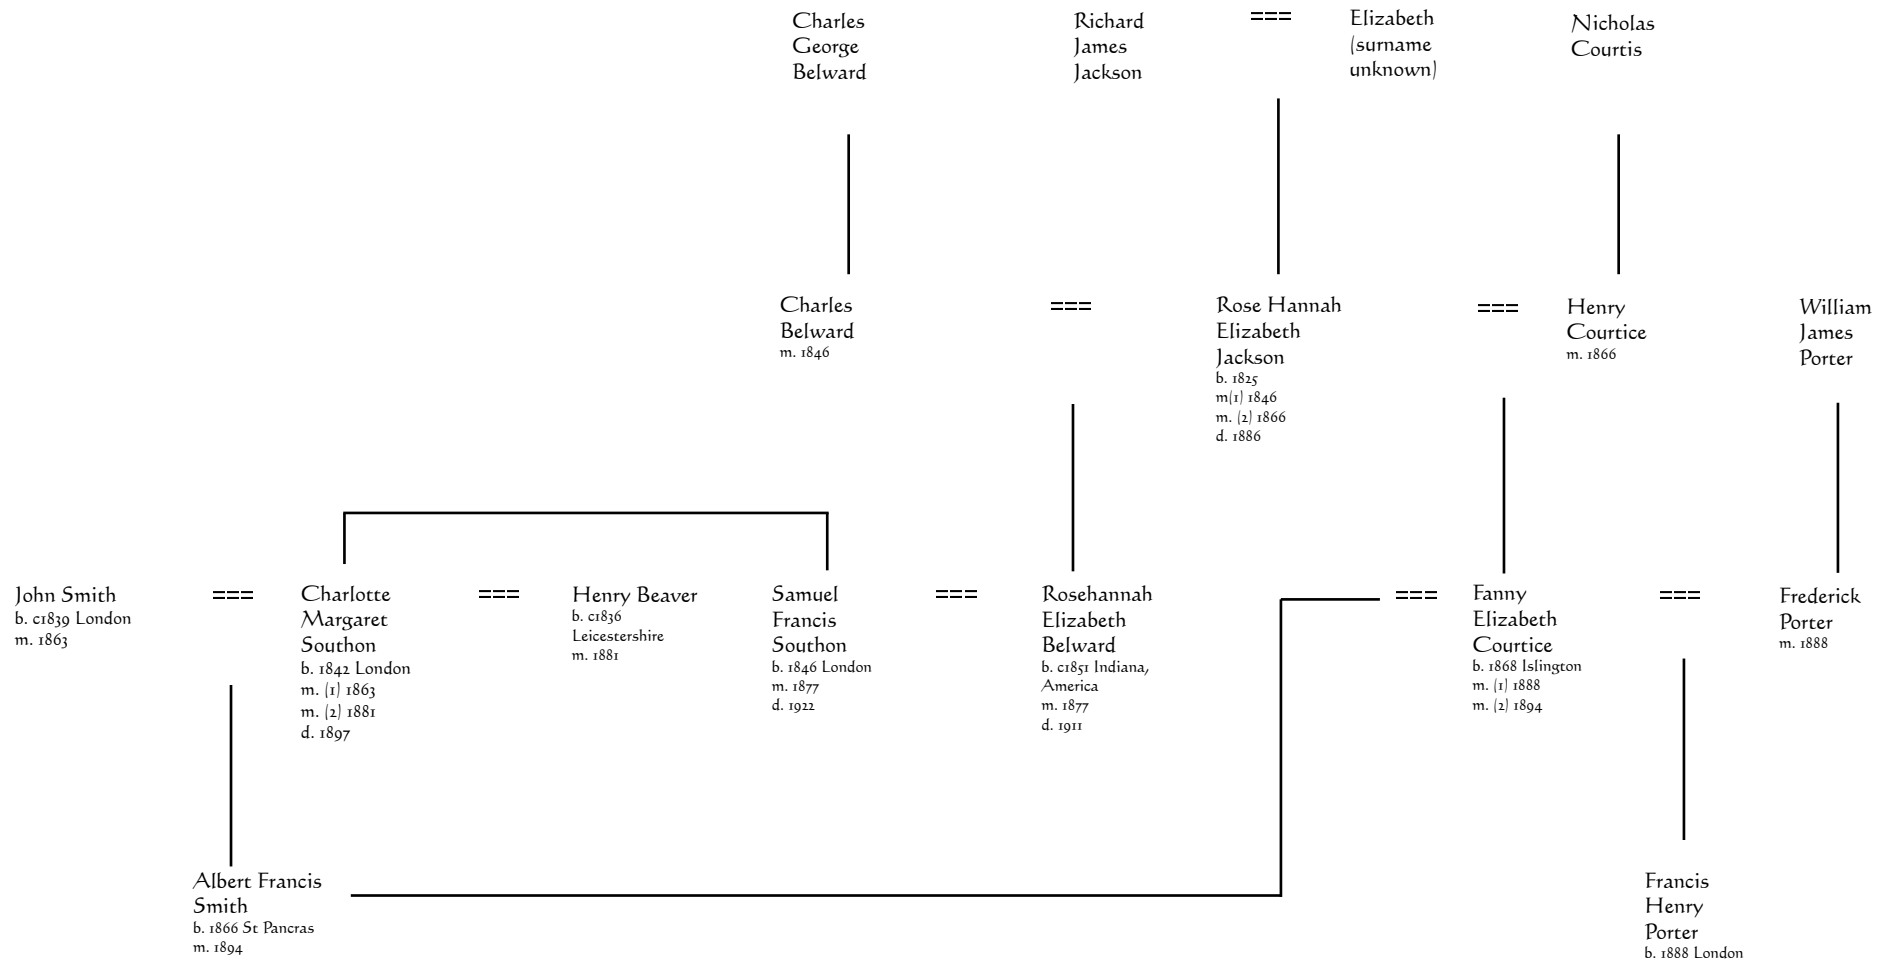 Charles
George
Belward
Richard
James
Jackson
===
Elizabeth
(surname
unknown)
Nicholas
Courtis
Charles
Belward
m. 1846
===
Rose Hannah
Elizabeth
Jackson
b. 1825
m(1) 1846
m. (2) 1866
d. 1886
===
Henry
Courtice
m. 1866
William
James
Porter
John Smith
b. c1839 London
m. 1863
===
Charlotte
Margaret
Southon
b. 1842 London
m. (1) 1863
m. (2) 1881
d. 1897
===
Henry Beaver
b. c1836
Leicestershire
m. 1881
Samuel
Francis
Southon
b. 1846 London
m. 1877
d. 1922
===
Rosehannah
Elizabeth
Belward
b. c1851 Indiana,
America
m. 1877
d. 1911
===
Fanny
Elizabeth
Courtice
b. 1868 Islington
m. (1) 1888
m. (2) 1894
===
Frederick
Porter
m. 1888
Albert Francis
Smith
b. 1866 St Pancras
m. 1894
Francis
Henry
Porter
b. 1888 London